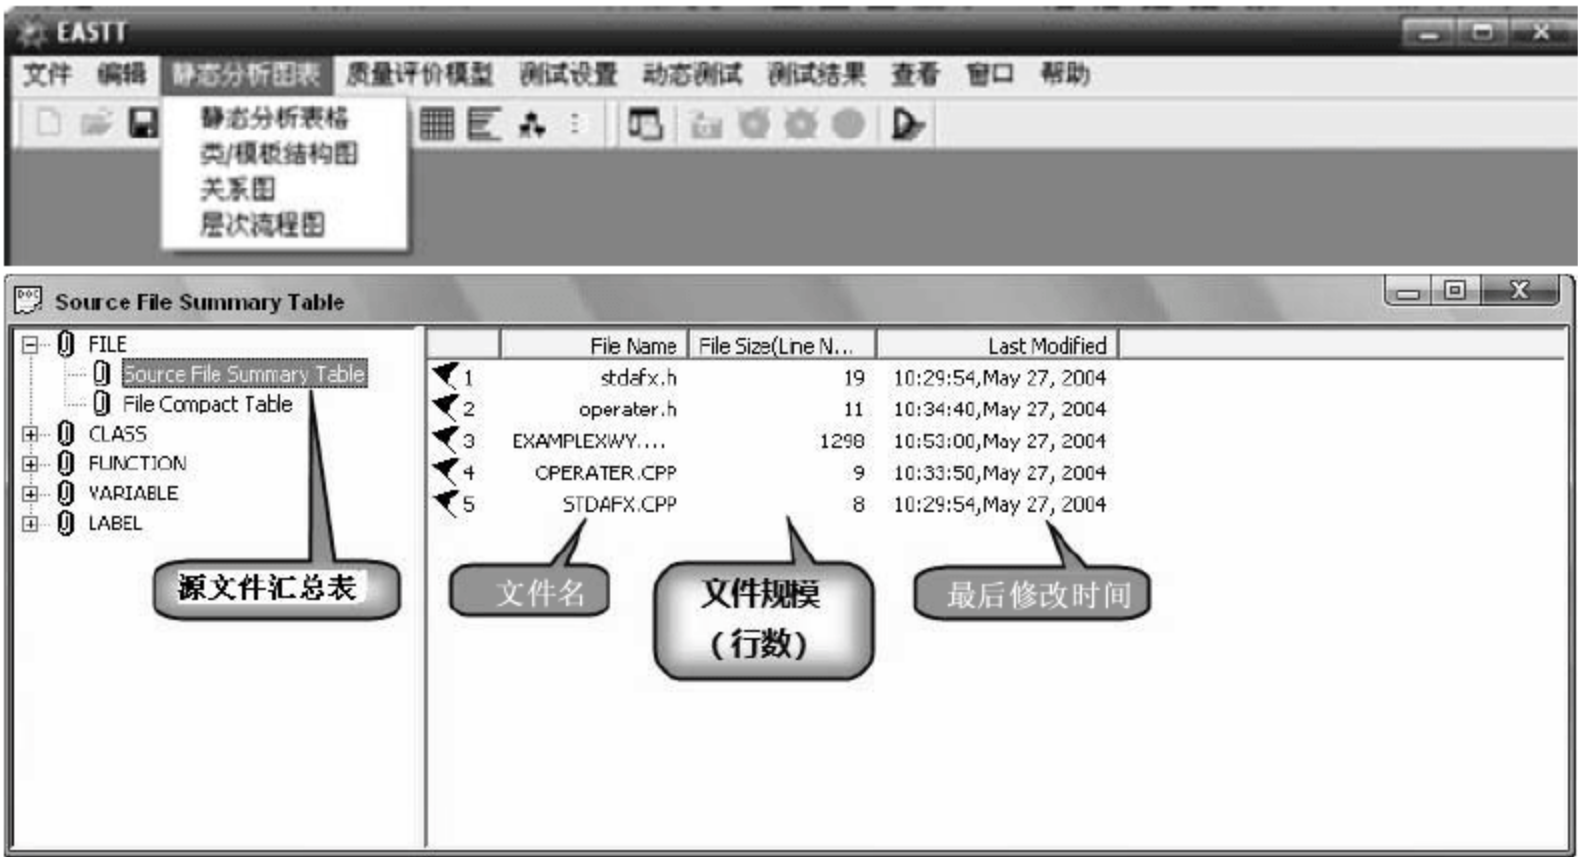 EASTT
文件 编辑 静态分析图表 质量评价模型 测试设置 动态测试 测试结果 查看 窗口 帮助
静态分析表格
类/模板结构图
关系图
层次流程图
Source File Summary Table
FILE
Source File Summary Table
File Compact Table
CLASS
FUNCTION
VARIABLE
LABEL
File Name File Size(Line N... Last Modified
1 stdafx.h 19 10:29:54,May 27, 2004
2 operater.h 11 10:34:40,May 27, 2004
3 EXAMPLEXWY.... 1298 10:53:00,May 27, 2004
4 OPERATER.CPP 9 10:33:50,May 27, 2004
5 STDAFX.CPP 8 10:29:54,May 27, 2004
源文件汇总表
文件名
文件规模
（行数）
最后修改时间